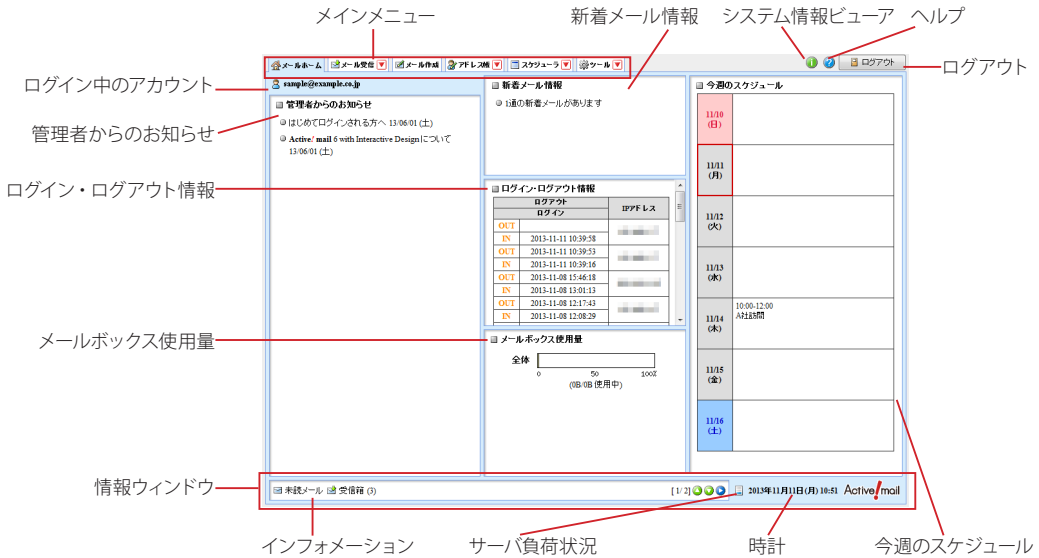 メインメニュー
新着メール情報
システム情報ビューア
ヘルプ
ログアウト
ログイン中のアカウント
管理者からのお知らせ
ログイン・ログアウト情報
メールボックス使用量
情報ウィンドウ
インフォメーション
サーバ負荷状況
時計
今週のスケジュール
メールホーム メール受信 メール作成 アドレス帳 スケジューラ ツール
ログアウト
sample@example.co.jp
管理者からのお知らせ
はじめてログインされる方へ 13/06/01 (土)
Active! mail 6 with Interactive Designについて
13/06/01 (土)
新着メール情報
1通の新着メールがあります
ログイン・ログアウト情報
ログアウト
ログイン
IPアドレス
OUT
IN 2013-11-11 10:39:58
OUT 2013-11-11 10:39:53
IN 2013-11-11 10:39:16
OUT 2013-11-08 15:46:18
IN 2013-11-08 13:01:13
OUT 2013-11-08 12:17:43
IN 2013-11-08 12:08:29
メールボックス使用量
全体
0 50 100%
(0B/0B 使用中)
今週のスケジュール
11/10
(日)
11/11
(月)
11/12
(火)
11/13
(水)
11/14
(木)
10:00-12:00
A社訪問
11/15
(金)
11/16
(土)
未読メール 受信箱 (3)
[1/2]
2013年11月11日(月) 10:51
Active! mail